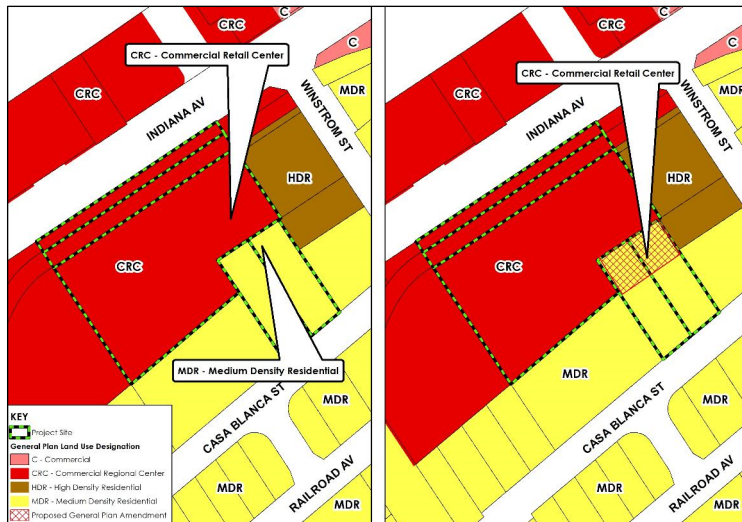 C
CRC
CRC - Commercial Retail Center
CRC
MDR
INDIANA AV
WINSTROM ST
HDR
CRC
MDR - Medium Density Residential
CASA BLANCA ST
MDR
RAILROAD AV
MDR
MDR
KEY
Project Site
General Plan Land Use Designation
C - Commercial
CRC - Commercial Regional Center
HDR - High Density Residential
MDR - Medium Density Residential
Proposed General Plan Amendment
C
CRC
CRC - Commercial Retail Center
CRC
MDR
INDIANA AV
WINSTROM ST
HDR
CRC
MDR
CASA BLANCA ST
MDR
RAILROAD AV
MDR
MDR